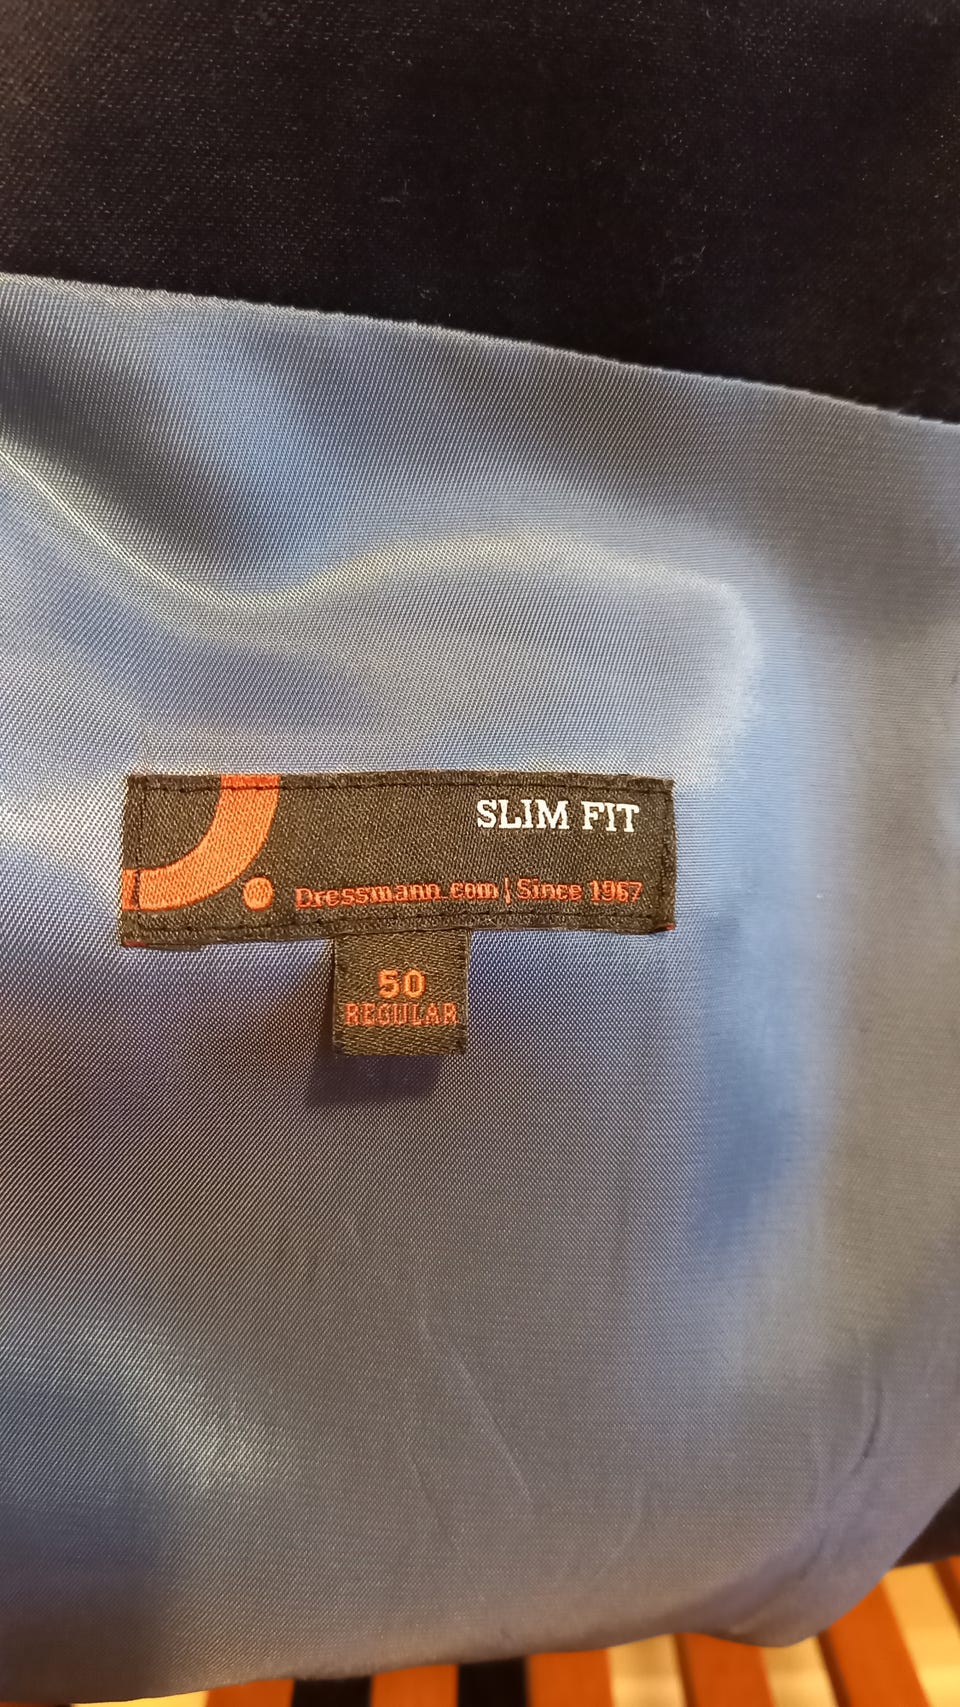 SLIM FIT
Dressmann.com | Since 1967
50
REGULAR